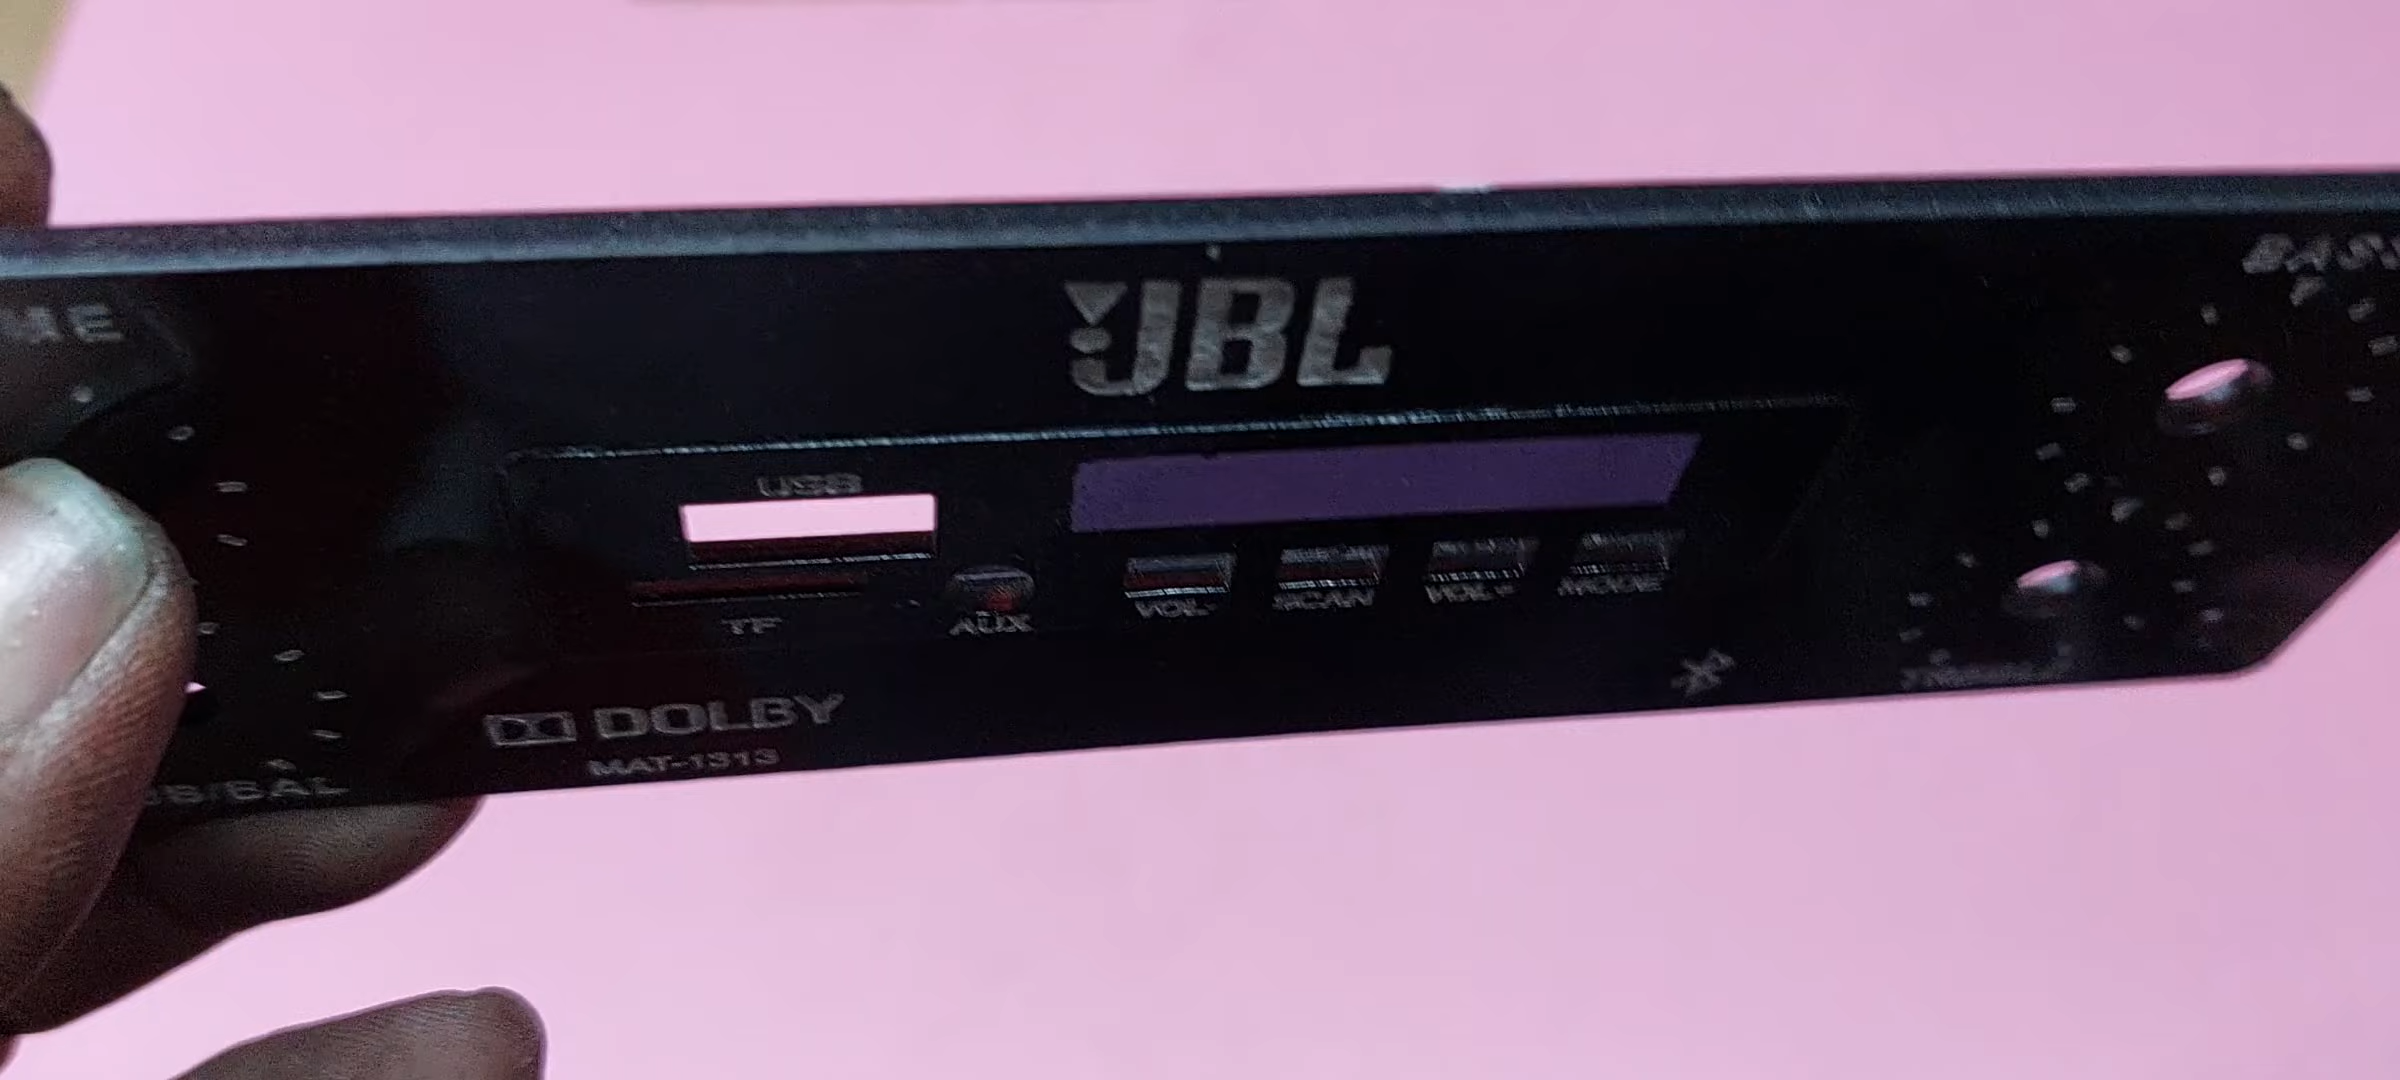 JBL
USB
TF
AUX
VOL-
SCAN
VOL+
MODE
DOLBY
MAT-1313